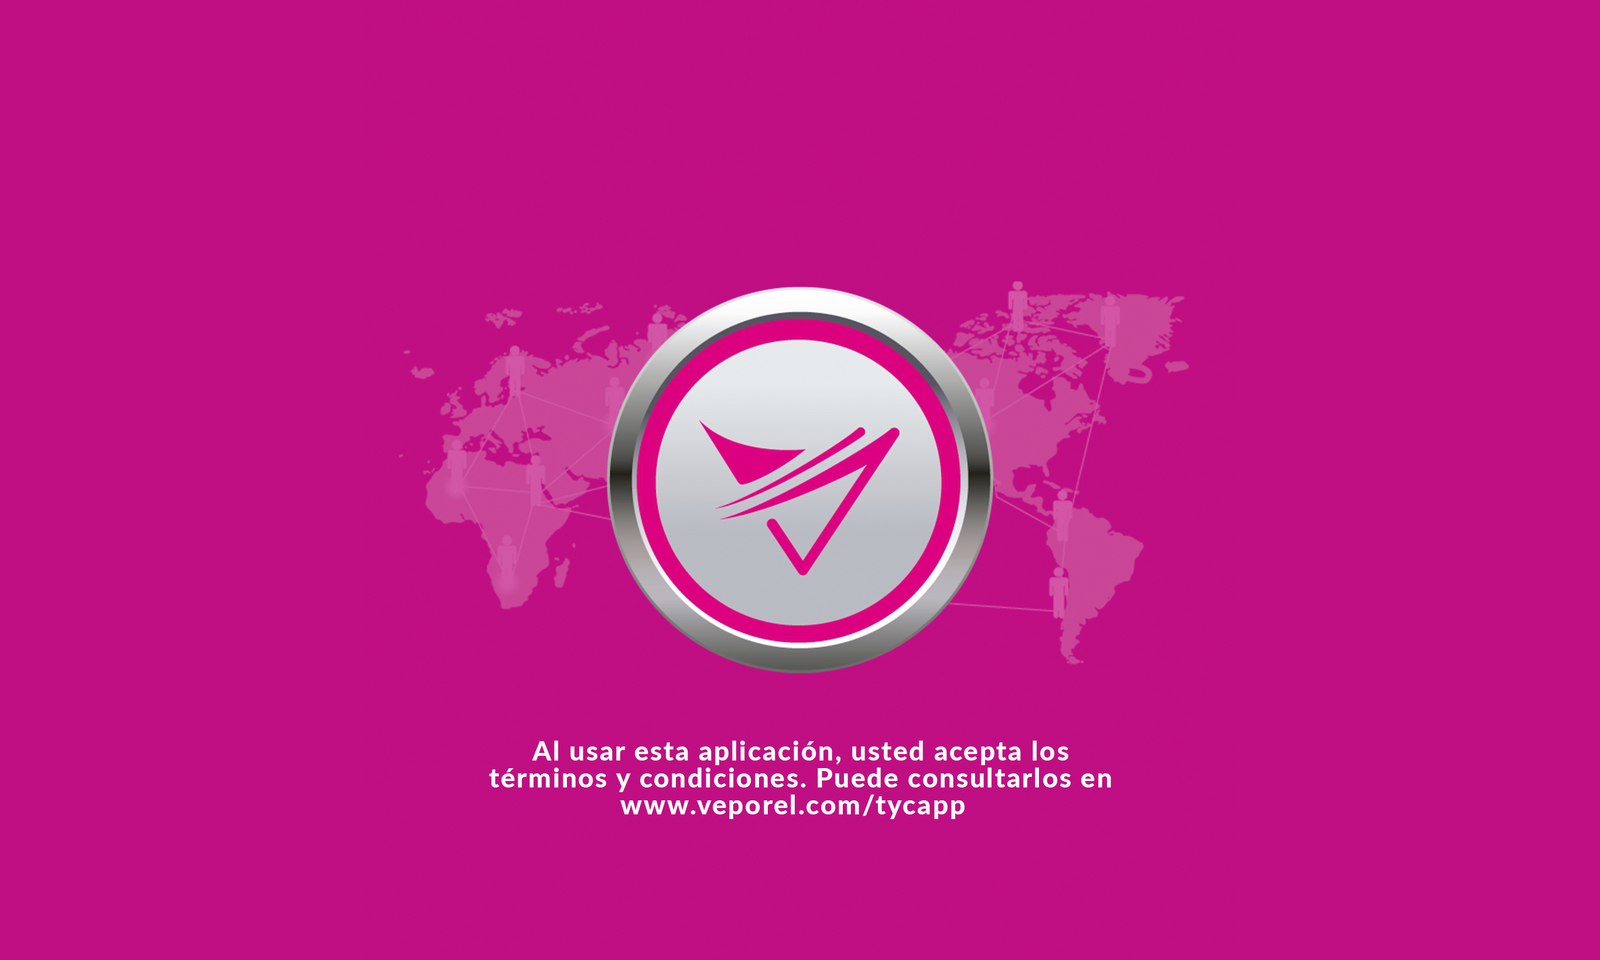 Al usar esta aplicación, usted acepta los
términos y condiciones. Puede consultarlos en
www.veporel.com/tycapp